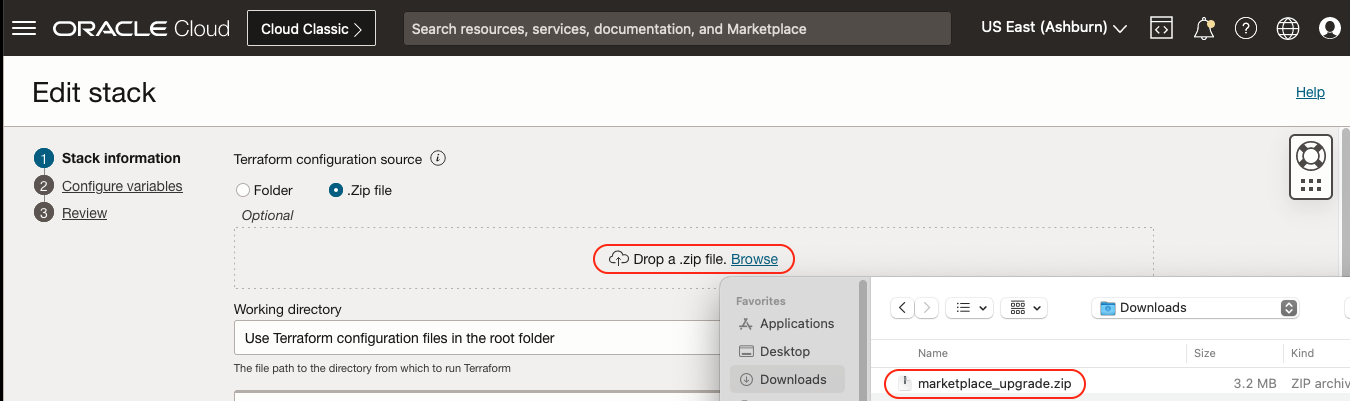 ORACLE Cloud Cloud Classic Search resources, services, documentation, and Marketplace US East (Ashburn)
Edit stack Help
1 Stack information
2 Configure variables
3 Review
Terraform configuration source
Folder .Zip file
Optional
Drop a .zip file. Browse
Working directory
Use Terraform configuration files in the root folder
The file path to the directory from which to run Terraform
Favorites
Applications
Desktop
Downloads
Downloads
Name Size Kind
marketplace_upgrade.zip 3.2 MB ZIP archiv